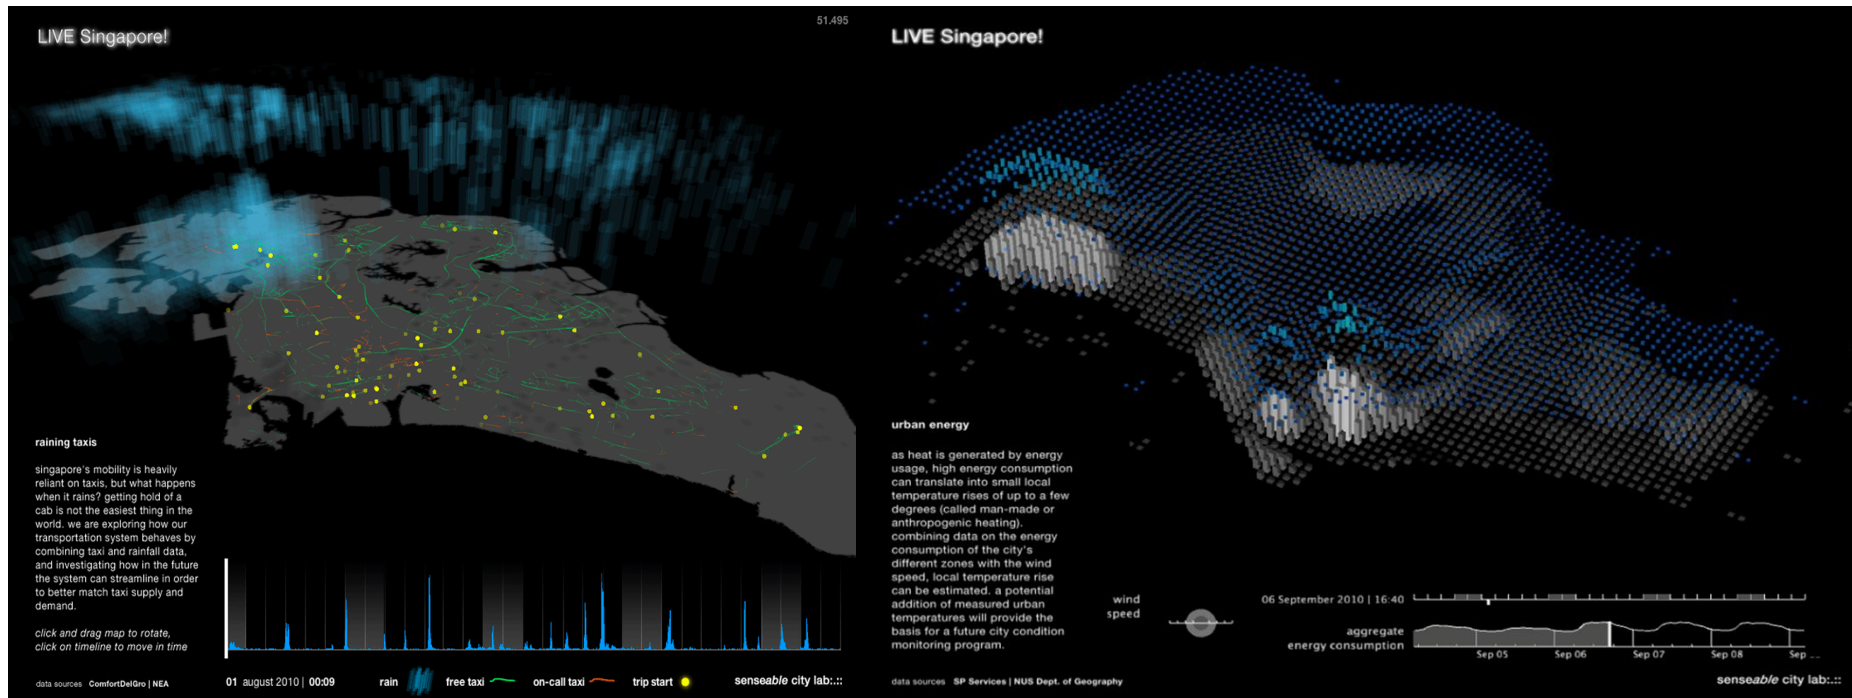 51.495
LIVE Singapore!
raining taxis
singapore's mobility is heavily
reliant on taxis, but what happens
when it rains? getting hold of a
cab is not the easiest thing in the
world. we are exploring how our
transportation system behaves by
combining taxi and rainfall data,
and investigating how in the future
the system can streamline in order
to better match taxi supply and
demand.
click and drag map to rotate,
click on timeline to move in time
data sources ComfortDelGro | NEA
01 august 2010 | 00:09
rain
free taxi
on-call taxi
trip start
senseable city lab:.::
LIVE Singapore!
urban energy
as heat is generated by energy
usage, high energy consumption
can translate into small local
temperature rises of up to a few
degrees (called man-made or
anthropogenic heating).
combining data on the energy
consumption of the city's
different zones with the wind
speed, local temperature rise
can be estimated. a potential
addition of measured urban
temperatures will provide the
basis for a future city condition
monitoring program.
data sources SP Services | NUS Dept. of Geography
wind
speed
06 September 2010 | 16:40
aggregate
energy consumption
Sep 05
Sep 06
Sep 07
Sep 08
Sep
senseable city lab:.::